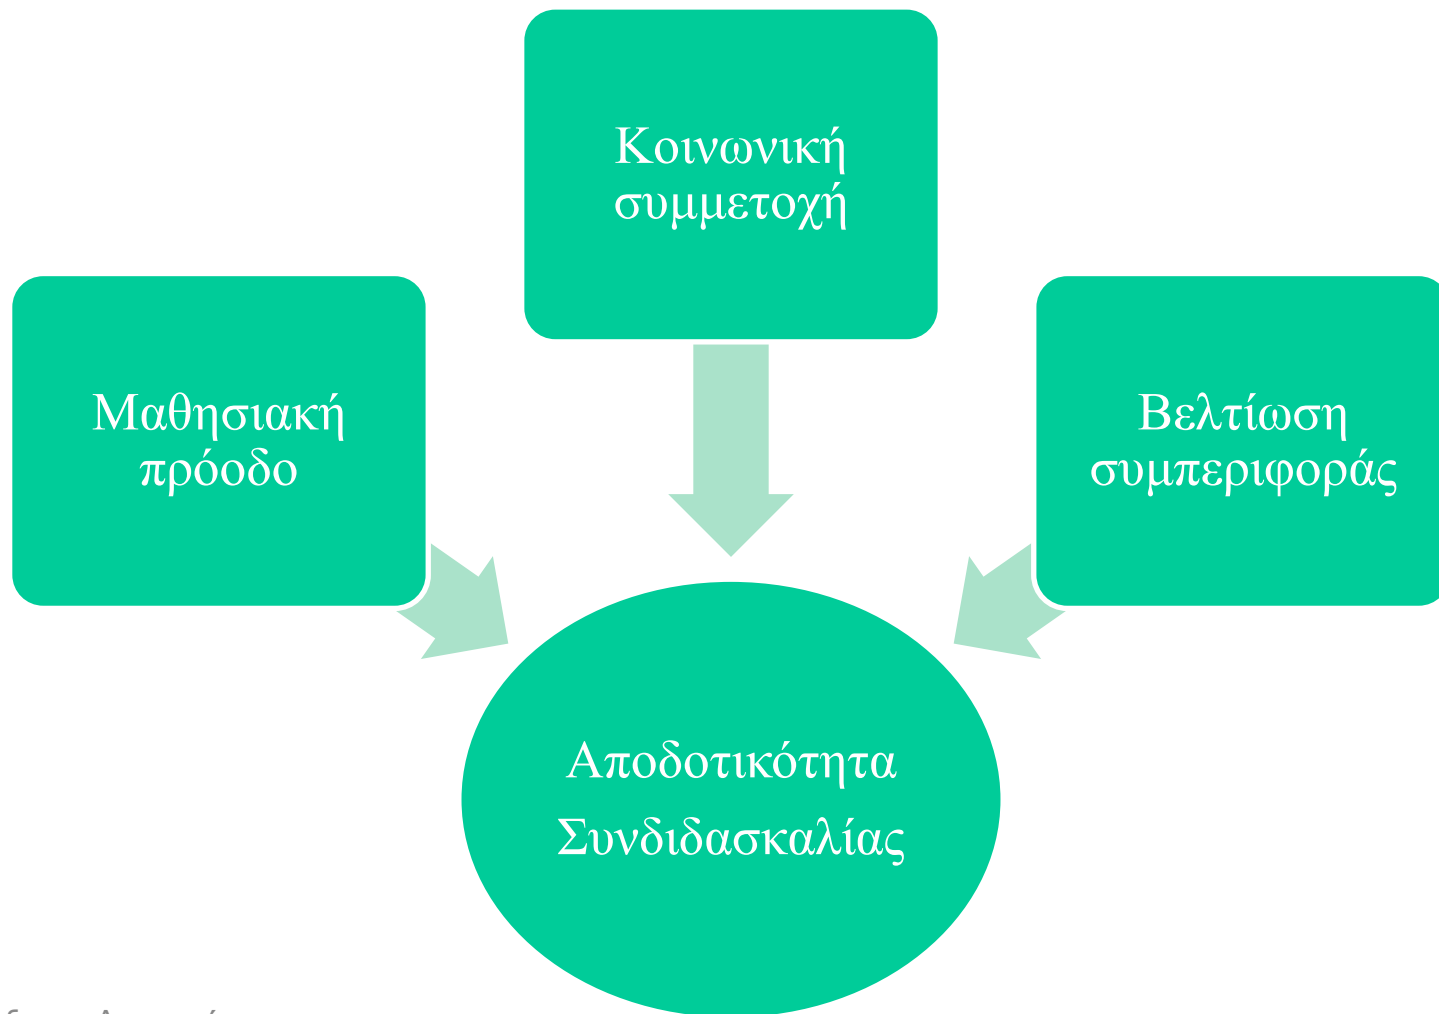 Κοινωνική
συμμετοχή
Μαθησιακή
πρόοδο
Βελτίωση
συμπεριφοράς
Αποδοτικότητα
Συνδιδασκαλίας